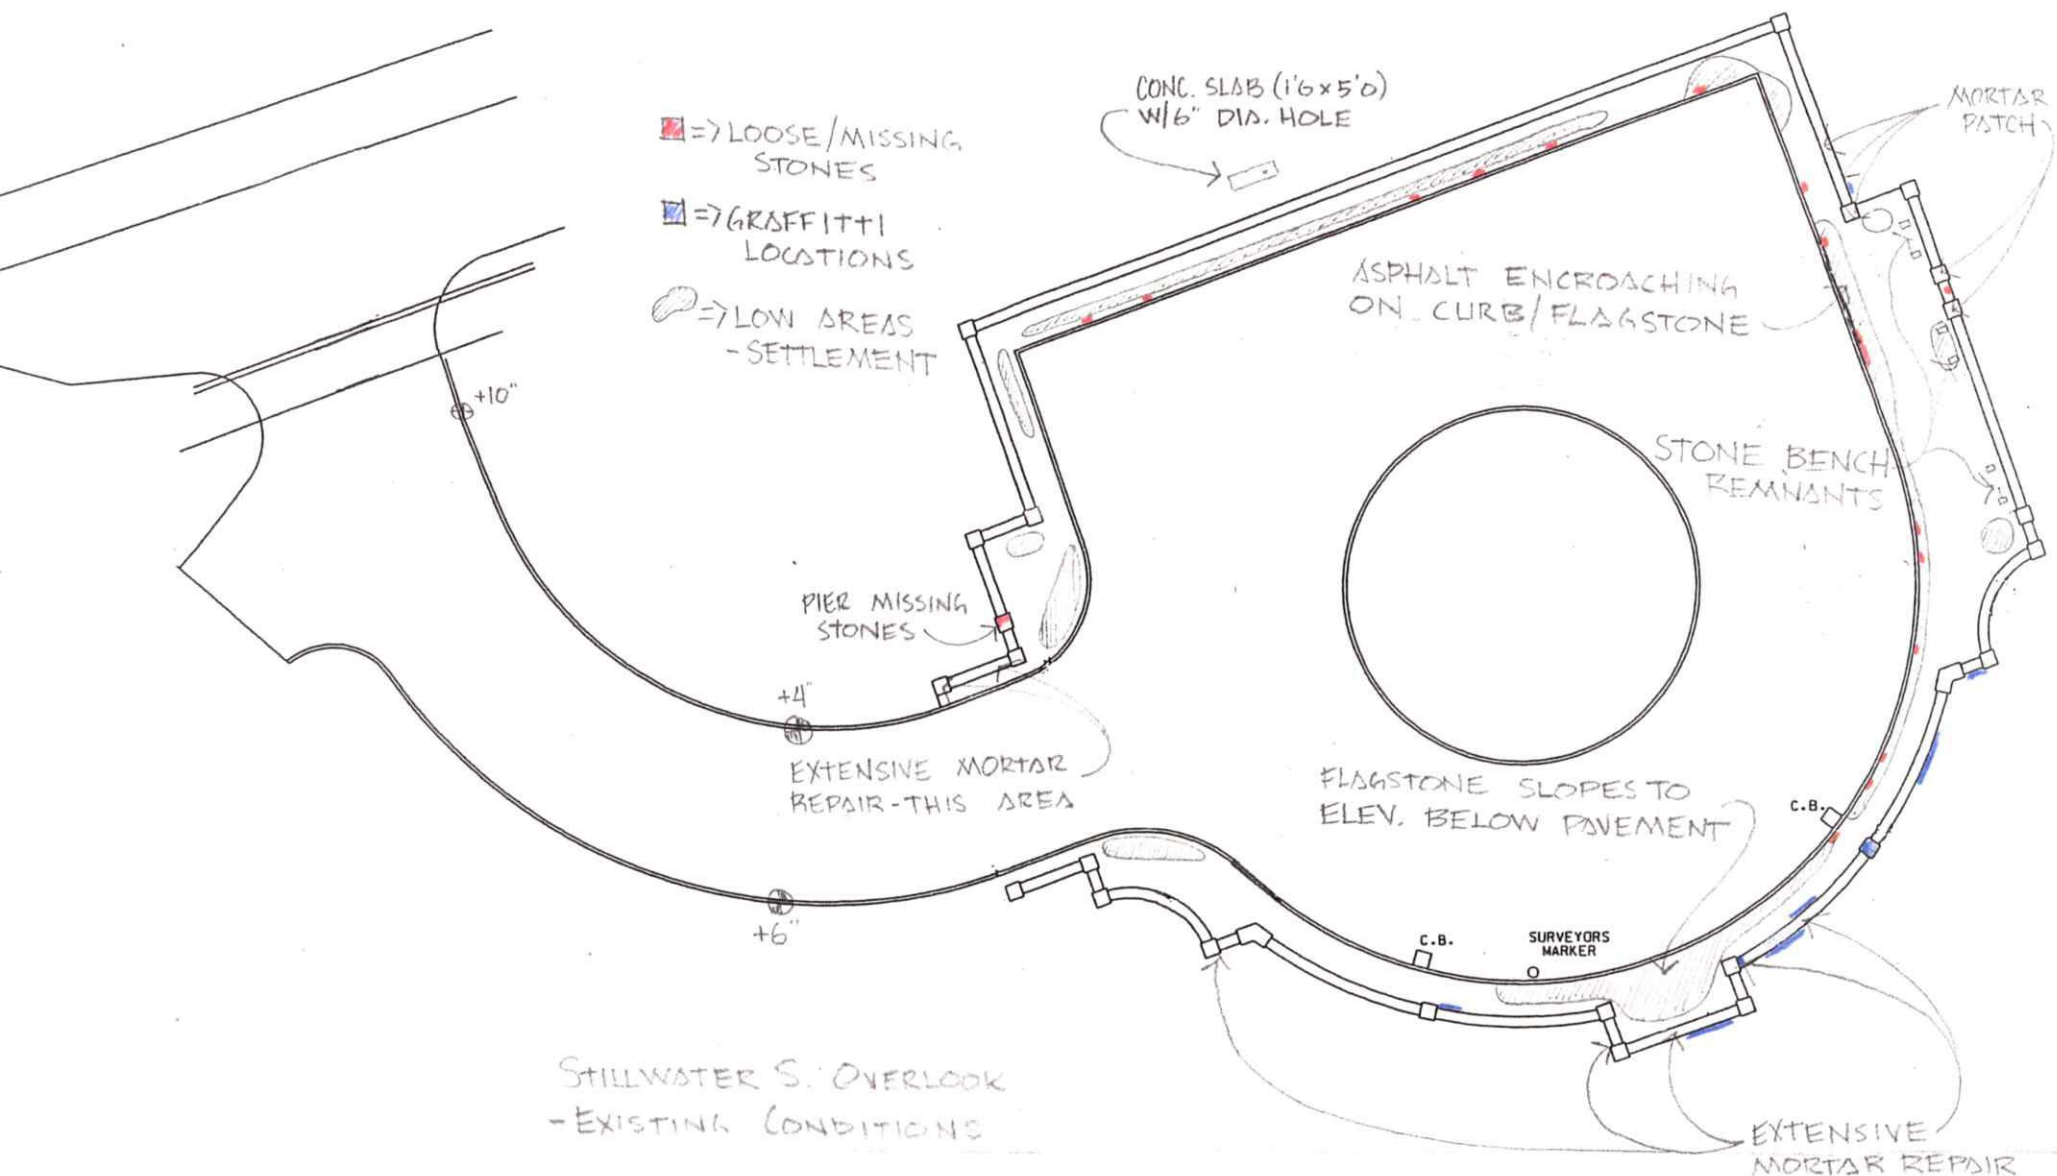 => LOOSE/MISSING
STONES
=> GRAFFITTI
LOCATIONS
=> LOW AREAS
- SETTLEMENT
CONC. SLAB (1'6 x 5'0)
W/6" DIA. HOLE
MORTAR
PATCH
ASPHALT ENCROACHING
ON CURB/FLAGSTONE
+10"
STONE BENCH
REMNANTS
PIER MISSING
STONES
+4"
EXTENSIVE MORTAR
REPAIR - THIS AREA
FLAGSTONE SLOPES TO
ELEV. BELOW PAVEMENT
C.B.
+6"
C.B.
SURVEYORS
MARKER
STILLWATER S. OVERLOOK
- EXISTING CONDITIONS
EXTENSIVE
MORTAR REPAIR